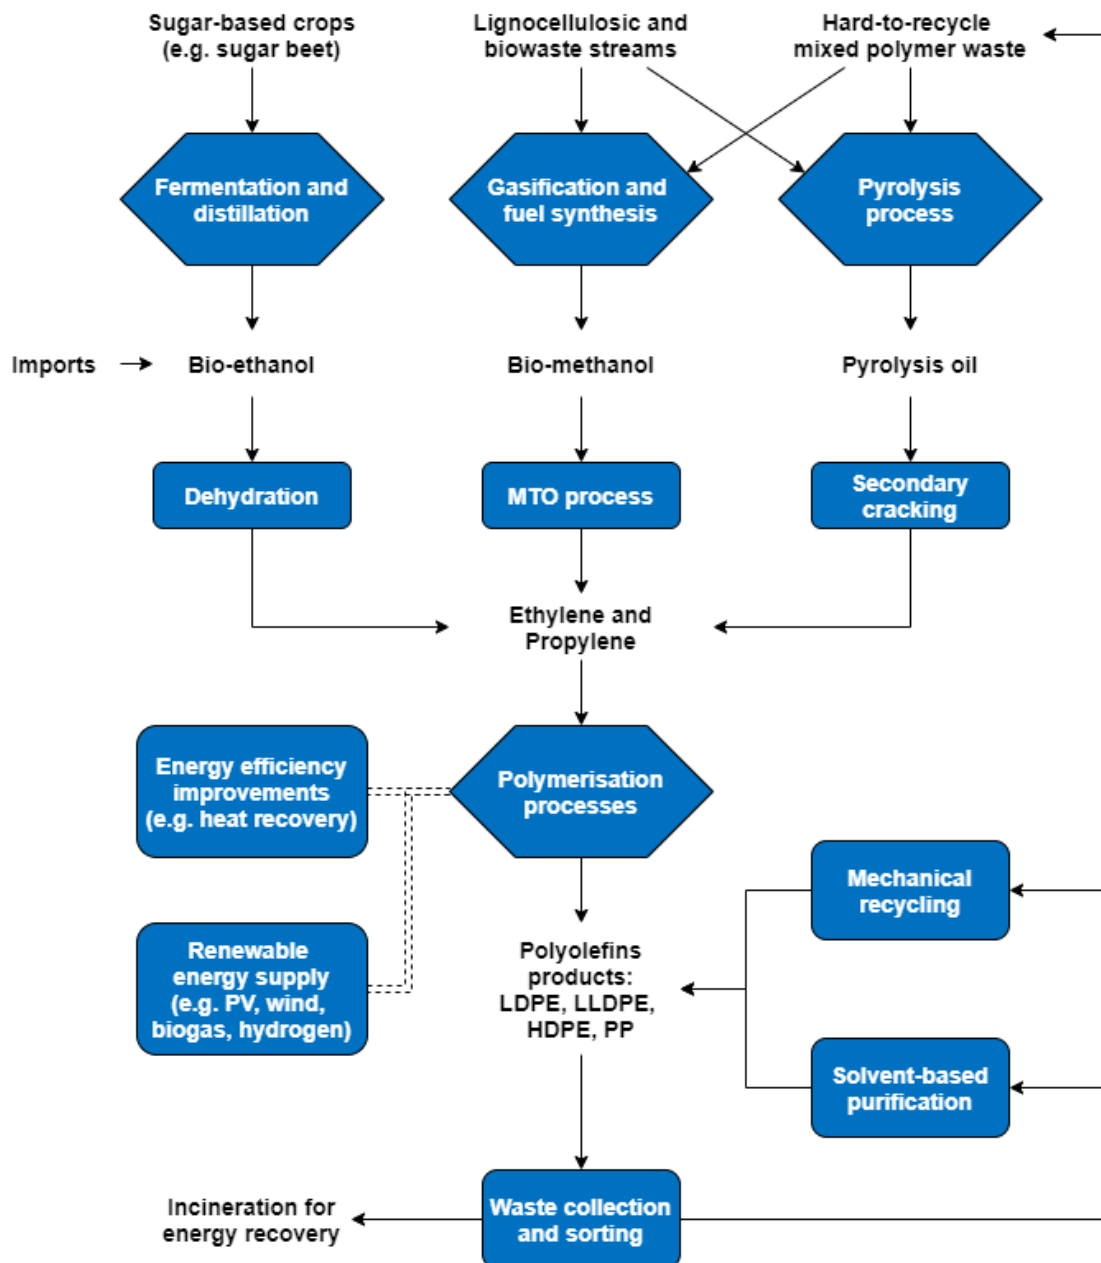 Sugar-based crops
(e.g. sugar beet)
Lignocellulosic and
biowaste streams
Hard-to-recycle
mixed polymer waste
Fermentation and
distillation
Gasification and
fuel synthesis
Pyrolysis
process
Imports
Bio-ethanol
Bio-methanol
Pyrolysis oil
Dehydration
MTO process
Secondary
cracking
Ethylene and
Propylene
Energy efficiency
improvements
(e.g. heat recovery)
Polymerisation
processes
Mechanical
recycling
Renewable
energy supply
(e.g. PV, wind,
biogas, hydrogen)
Polyolefins
products:
LDPE, LLDPE,
HDPE, PP
Solvent-based
purification
Incineration for
energy recovery
Waste collection
and sorting